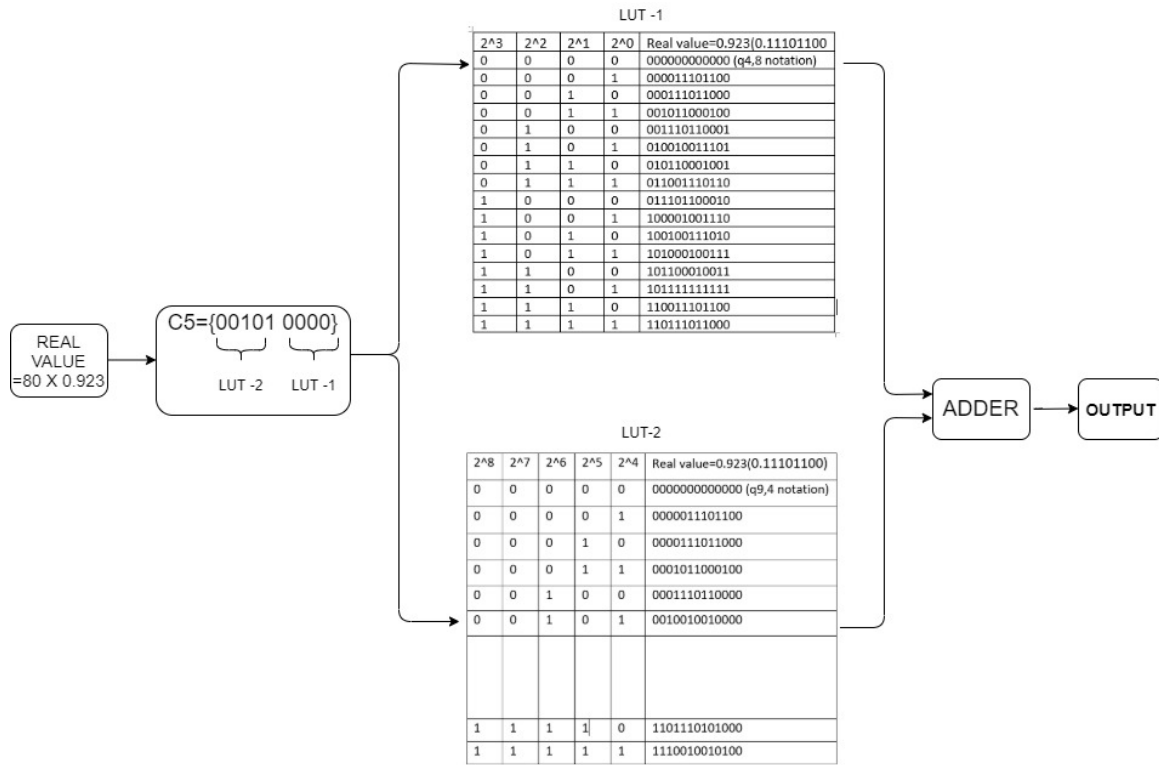 LUT -1
2^3 2^2 2^1 2^0 Real value=0.923(0.11101100
0 0 0 0 000000000000 (q4,8 notation)
0 0 0 1 000011101100
0 0 1 0 000111011000
0 0 1 1 001011000100
0 1 0 0 001110110001
0 1 0 1 010010011101
0 1 1 0 010110001001
0 1 1 1 011001110110
1 0 0 0 011101100010
1 0 0 1 100001001110
1 0 1 0 100100111010
1 0 1 1 101000100111
1 1 0 0 101100010011
1 1 0 1 101111111111
1 1 1 0 110011101100
1 1 1 1 110111011000
REAL
VALUE
=80 X 0.923
C5={00101 0000}
LUT -2 LUT -1
ADDER
OUTPUT
LUT-2
2^8 2^7 2^6 2^5 2^4 Real value=0.923(0.11101100)
0 0 0 0 0 0000000000000 (q9,4 notation)
0 0 0 0 1 0000011101100
0 0 0 1 0 0000111011000
0 0 0 1 1 0001011000100
0 0 1 0 0 0001110110000
0 0 1 0 1 0010010010000
1 1 1 1 0 1101110101000
1 1 1 1 1 1110010010100